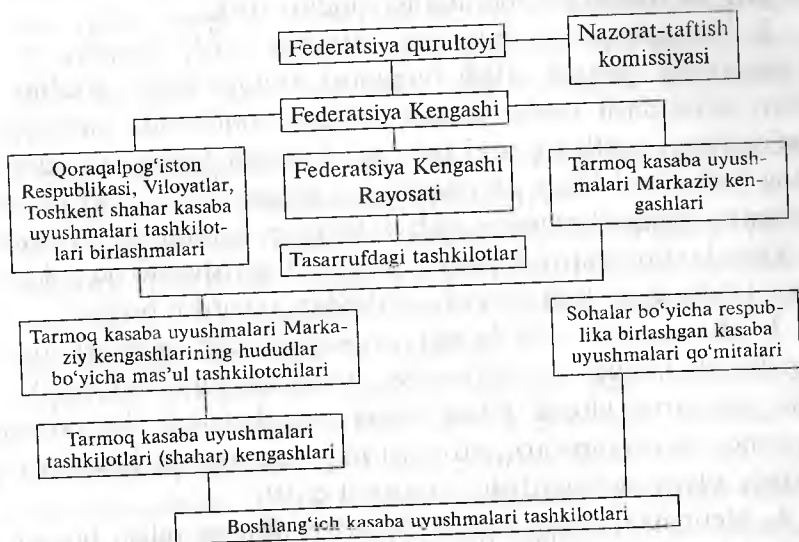 Federatsiya qurultoyi
Nazorat-taftish
komissiyasi
Federatsiya Kengashi
Qoraqalpog‘iston
Respublikasi, Viloyatlar,
Toshkent shahar kasaba
uyushmalari tashkilot-
lari birlashmalari
Federatsiya Kengashi
Rayosati
Tarmoq kasaba uyush-
malari Markaziy ken-
gashlari
Tasarrufdagi tashkilotlar
Tarmoq kasaba uyushmalari Marka-
ziy kengashlarining hududlar
bo‘yicha mas’ul tashkilotchilari
Sohalar bo‘yicha respub-
lika birlashgan kasaba
uyushmalari qo‘mitalari
Tarmoq kasaba uyushmalari
tashkilotlari (shahar) kengashlari
Boshlang‘ich kasaba uyushmalari tashkilotlari